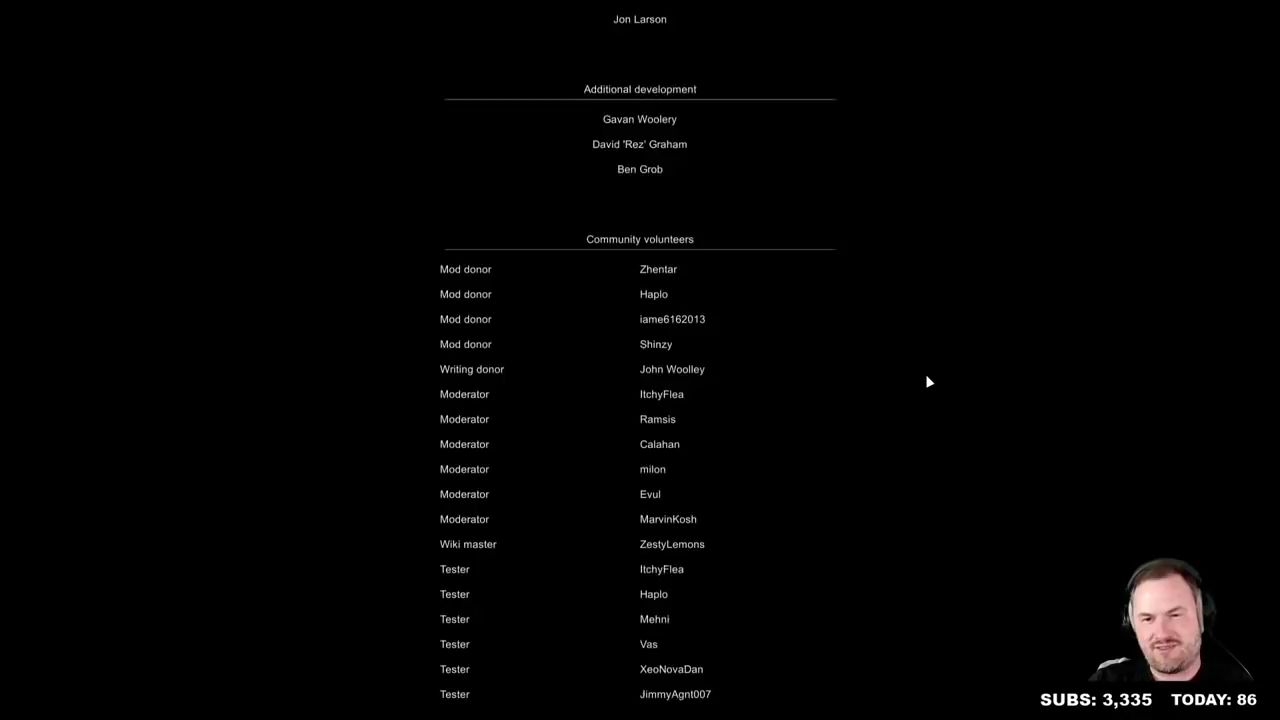 Jon Larson
Additional development
Gavan Woolery
David 'Rez' Graham
Ben Grob
Community volunteers
Mod donor Zhentar
Mod donor Haplo
Mod donor iame6162013
Mod donor Shinzy
Writing donor John Woolley
Moderator ItchyFlea
Moderator Ramsis
Moderator Calahan
Moderator milon
Moderator Evul
Moderator MarvinKosh
Wiki master ZestyLemons
Tester ItchyFlea
Tester Haplo
Tester Mehni
Tester Vas
Tester XeoNovaDan
Tester JimmyAgnt007
SUBS: 3,335 TODAY: 86